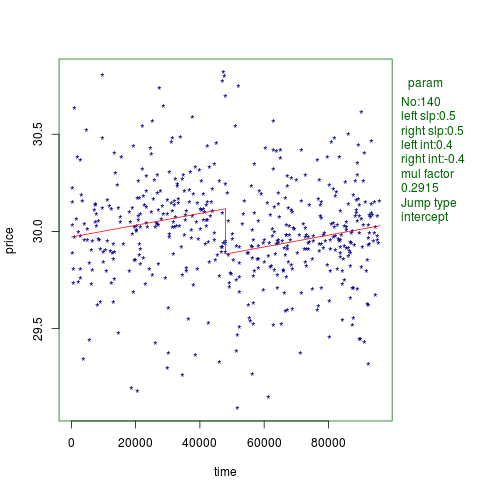 param
No:140
left slp:0.5
right slp:0.5
left int:0.4
right int:-0.4
mul factor
0.2915
Jump type
intercept
30.5
30.0
29.5
price
0 20000 40000 60000 80000
time